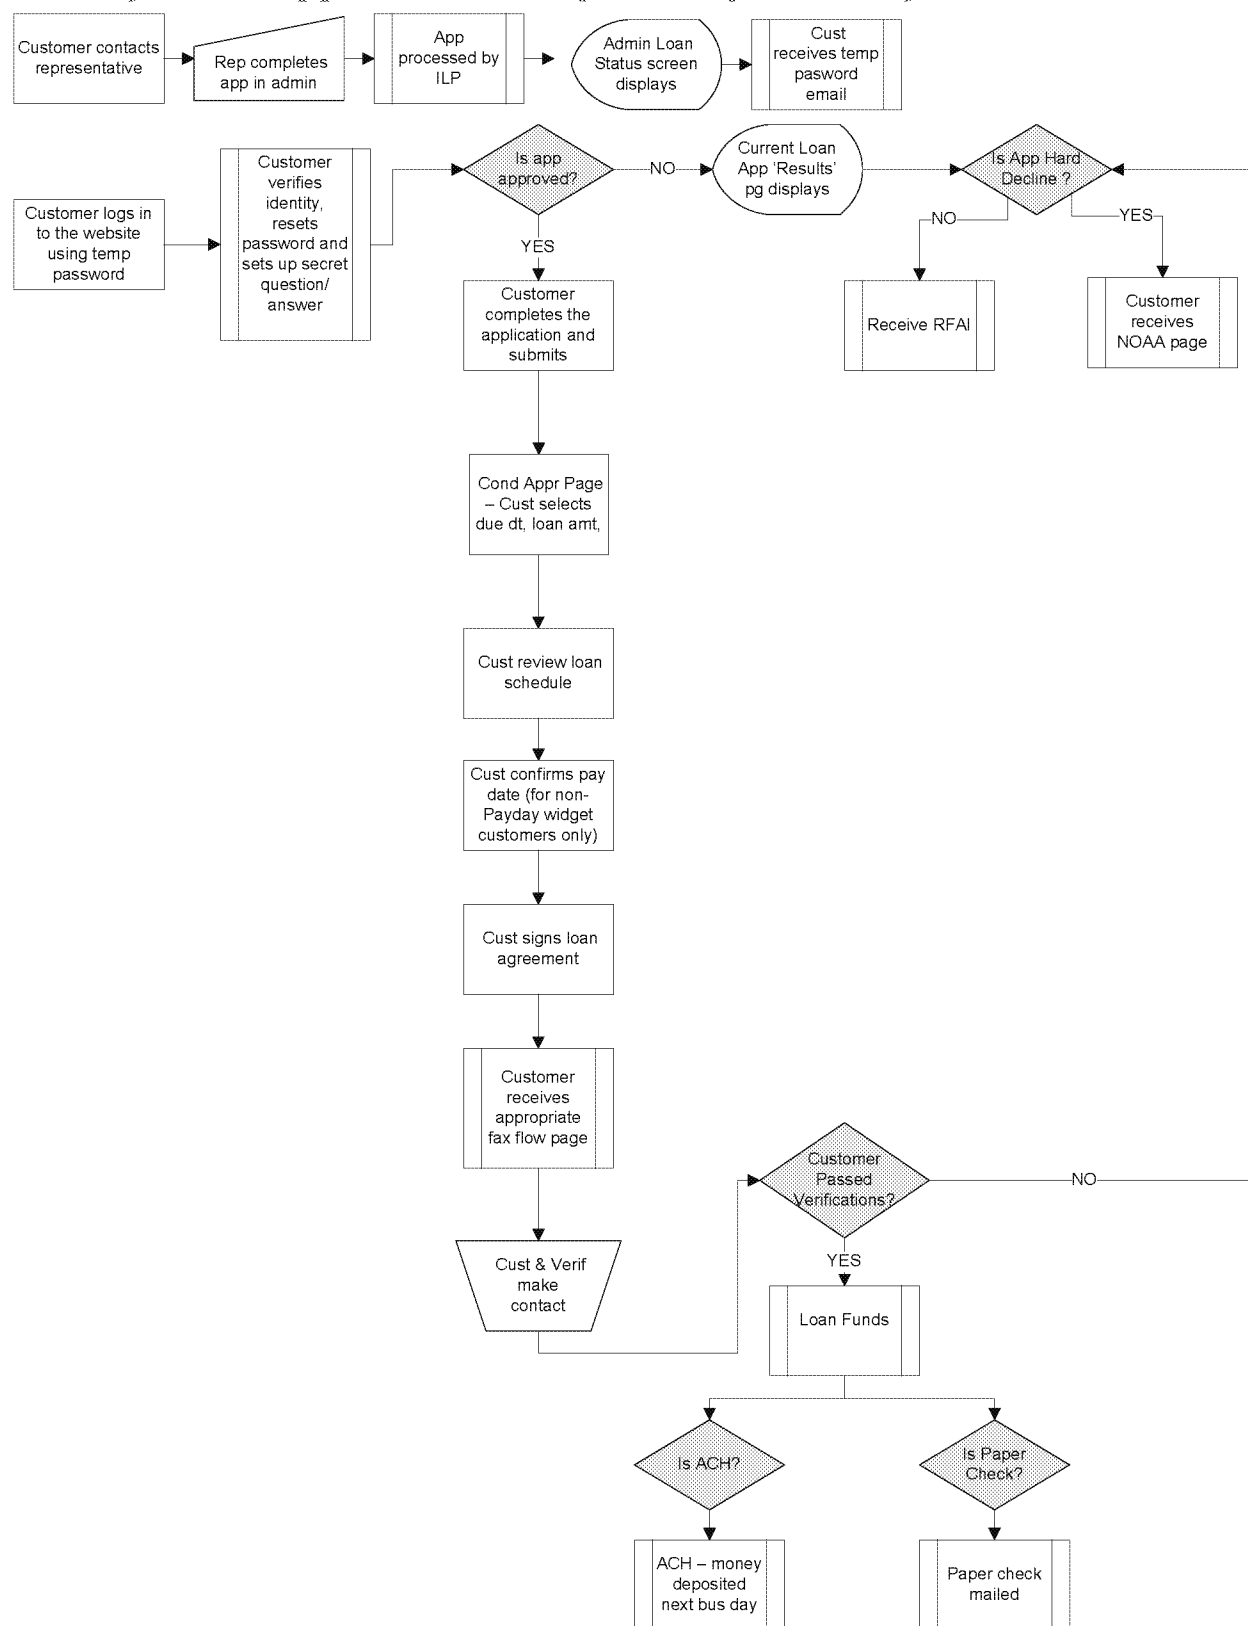 Customer contacts
representative
Rep completes
app in admin
App
processed by
ILP
Admin Loan
Status screen
displays
Cust
receives temp
pasword
email
Customer logs in
to the website
using temp
password
Customer
verifies
identity,
resets
password and
sets up secret
question/
answer
Is app
approved?
NO
Current Loan
App 'Results'
pg displays
Is App Hard
Decline ?
NO
YES
Receive RFAI
Customer
receives
NOAA page
YES
Customer
completes the
application and
submits
Cond Appr Page
– Cust selects
due dt, loan amt,
Cust review loan
schedule
Cust confirms pay
date (for non-
Payday widget
customers only)
Cust signs loan
agreement
Customer
receives
appropriate
fax flow page
Cust & Verif
make
contact
Customer
Passed
Verifications?
NO
YES
Loan Funds
Is ACH?
Is Paper
Check?
ACH – money
deposited
next bus day
Paper check
mailed